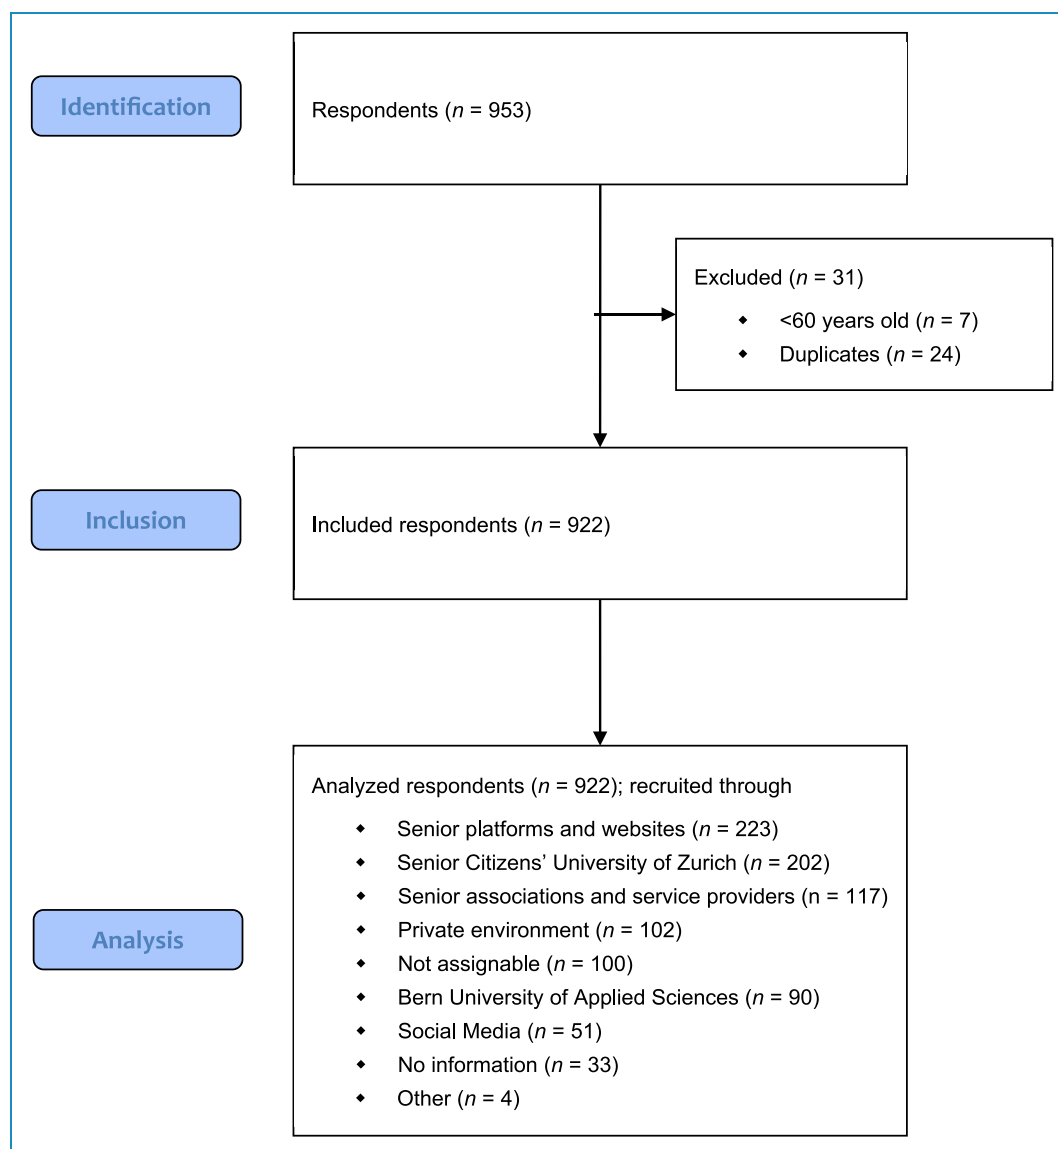 Identification
Respondents (n = 953)
Excluded (n = 31)
◆ <60 years old (n = 7)
◆ Duplicates (n = 24)
Inclusion
Included respondents (n = 922)
Analysis
Analyzed respondents (n = 922); recruited through
◆ Senior platforms and websites (n = 223)
◆ Senior Citizens’ University of Zurich (n = 202)
◆ Senior associations and service providers (n = 117)
◆ Private environment (n = 102)
◆ Not assignable (n = 100)
◆ Bern University of Applied Sciences (n = 90)
◆ Social Media (n = 51)
◆ No information (n = 33)
◆ Other (n = 4)